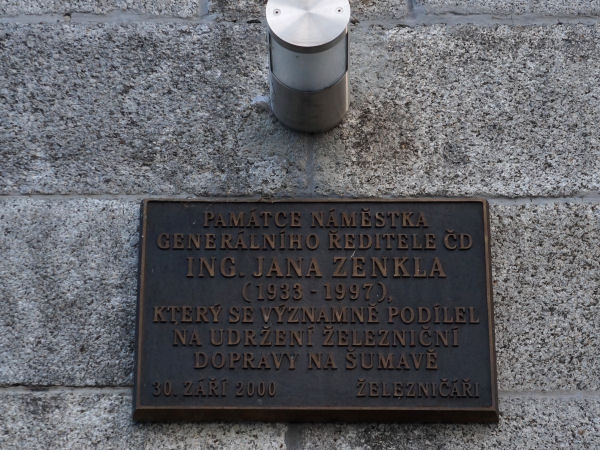 PAMÁTCE NÁMĚSTKA
GENERÁLNÍHO ŘEDITELE ČD
ING. JANA ZENKLA
(1933 - 1997),
KTERÝ SE VÝZNAMNĚ PODÍLEL
NA UDRŽENÍ ŽELEZNIČNÍ
DOPRAVY NA ŠUMAVĚ
30. ZÁŘÍ 2000 ŽELEZNIČÁŘI